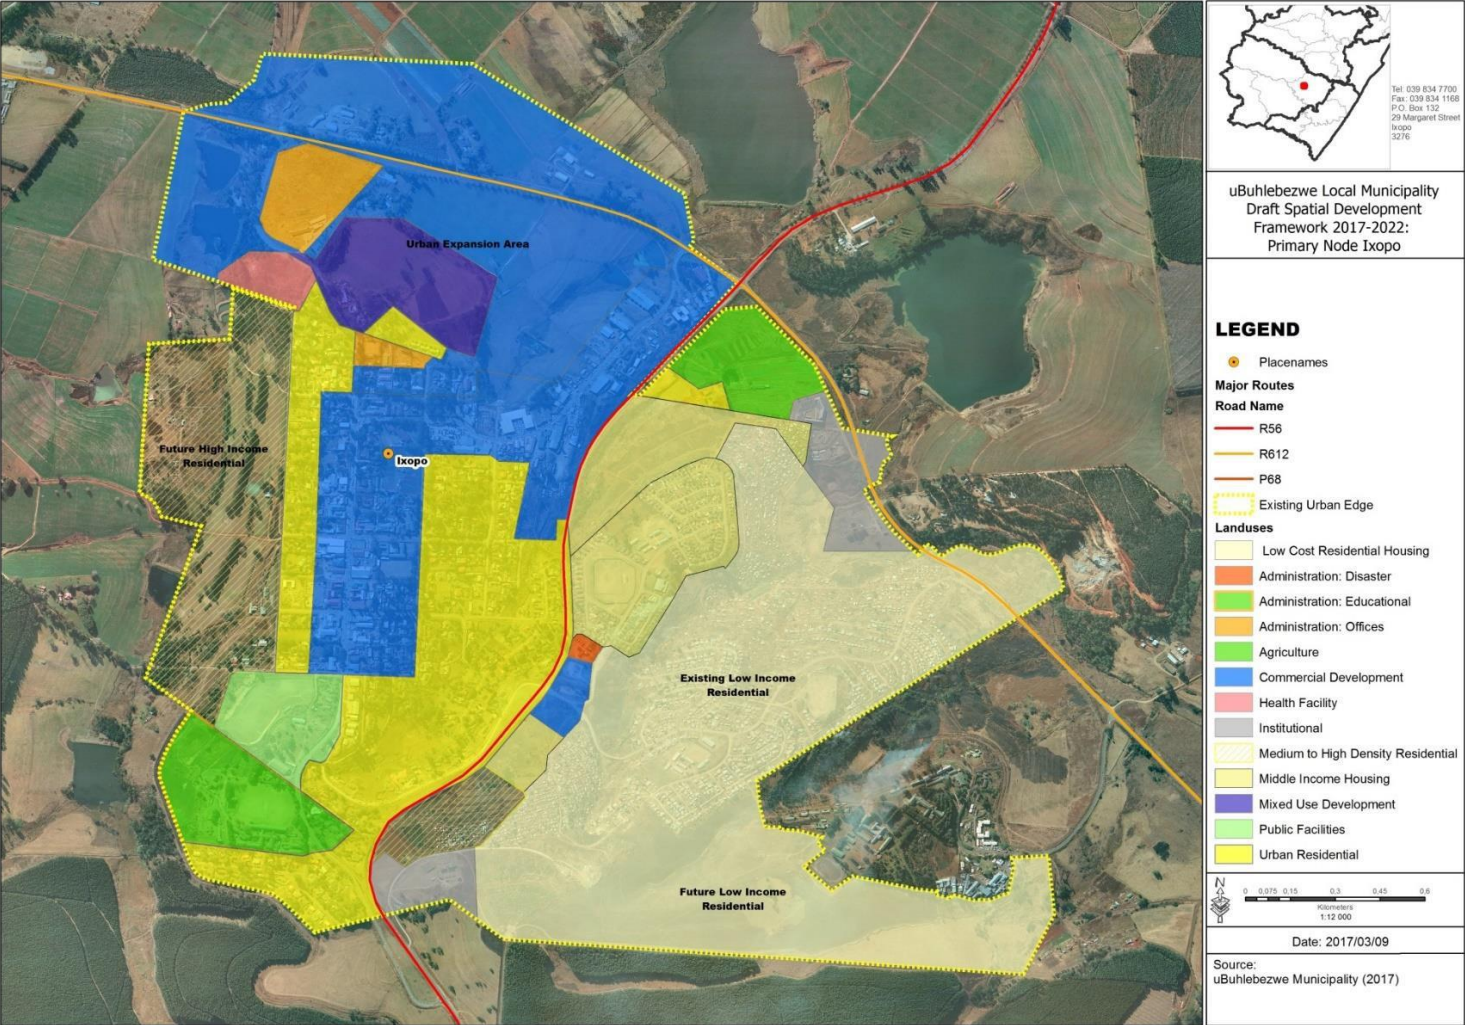 Urban Expansion Area
Future High Income
Residential
Ixopo
Existing Low Income
Residential
Future Low Income
Residential
Tel: 039 834 7700
Fax: 039 834 1168
P.O. Box 132
29 Margaret Street
Ixopo
3276
uBuhlebezwe Local Municipality
Draft Spatial Development
Framework 2017-2022:
Primary Node Ixopo
LEGEND
Placenames
Major Routes
Road Name
R56
R612
P68
Existing Urban Edge
Landuses
Low Cost Residential Housing
Administration: Disaster
Administration: Educational
Administration: Offices
Agriculture
Commercial Development
Health Facility
Institutional
Medium to High Density Residential
Middle Income Housing
Mixed Use Development
Public Facilities
Urban Residential
N
0 0,075 0,15 0,3 0,45 0,6
Kilometers
1:12 000
Date: 2017/03/09
Source:
uBuhlebezwe Municipality (2017)